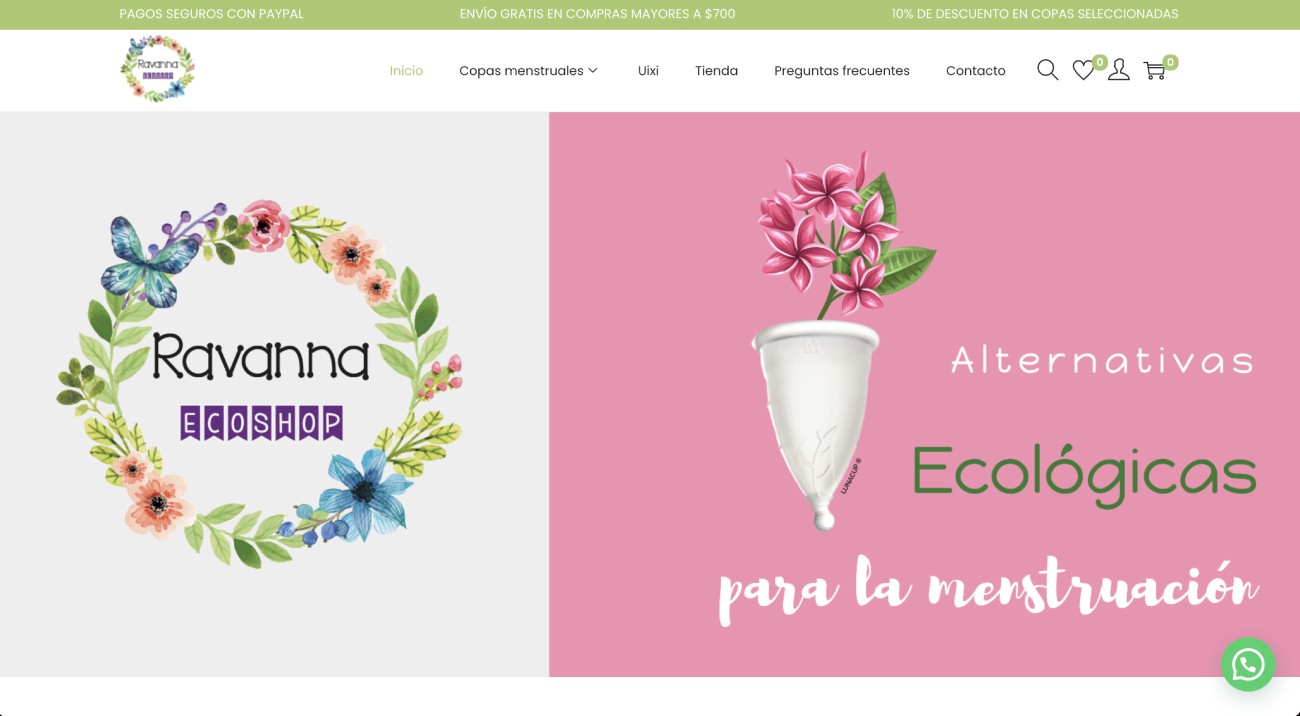 PAGOS SEGUROS CON PAYPAL
ENVÍO GRATIS EN COMPRAS MAYORES A $700
10% DE DESCUENTO EN COPAS SELECCIONADAS
Ravanna
Inicio
Copas menstruales
Uixi
Tienda
Preguntas frecuentes
Contacto
0
0
Ravanna
ECOSHOP
M
LUNACUP®
Alternativas
Ecológicas
para la menstruación